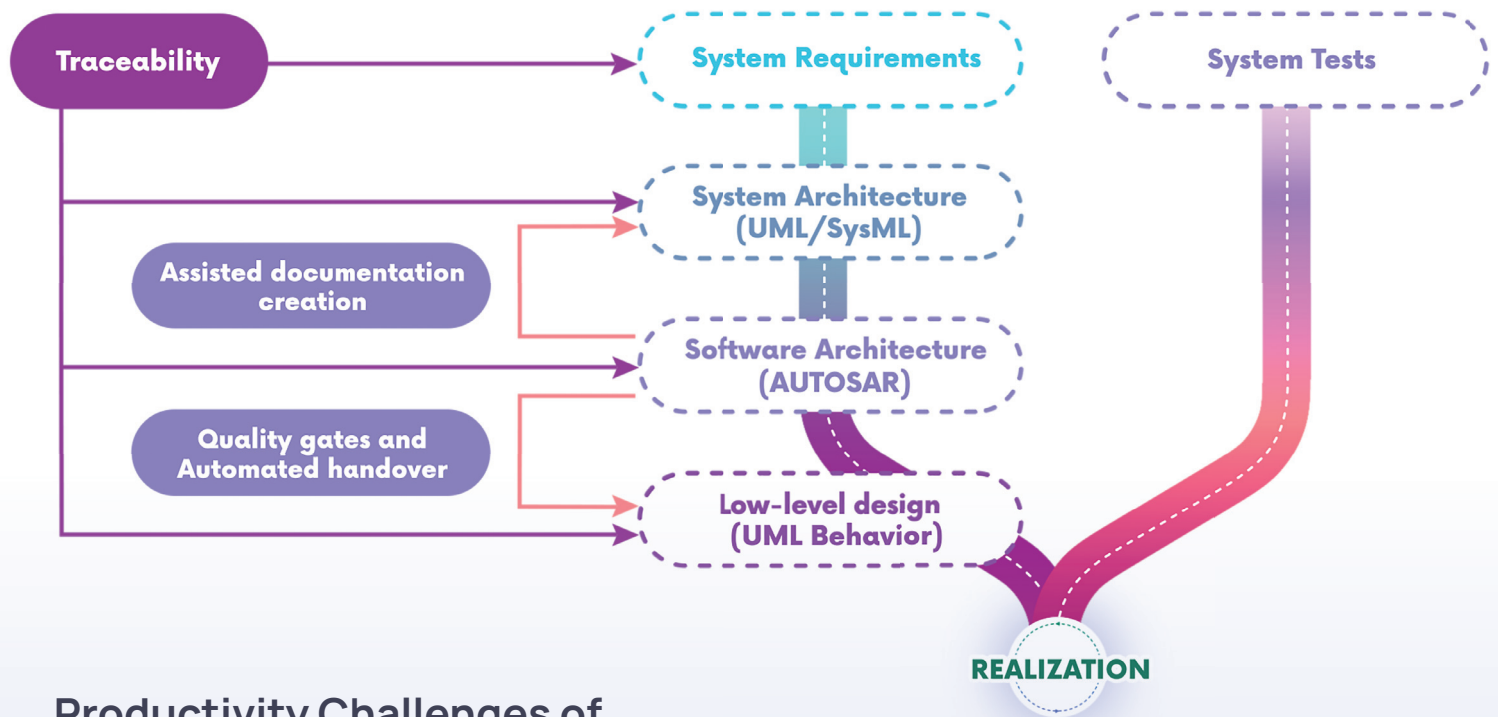 Traceability
System Requirements
System Tests
System Architecture
(UML/SysML)
Assisted documentation
creation
Software Architecture
(AUTOSAR)
Quality gates and
Automated handover
Low-level design
(UML Behavior)
REALIZATION
Productivity Challenges of